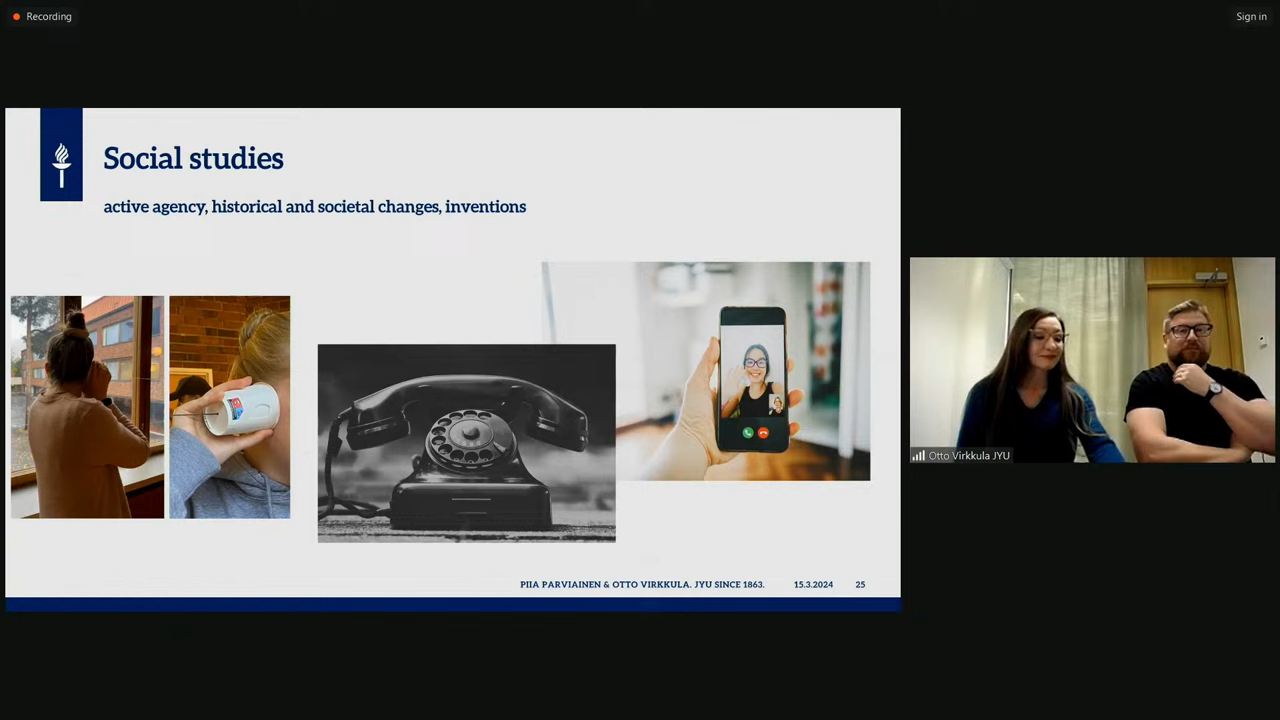 Recording
Sign in
Social studies
active agency, historical and societal changes, inventions
Otto Virkkula JYU
PIIA PARVIAINEN & OTTO VIRKKULA. JYU SINCE 1863.
15.3.2024
25